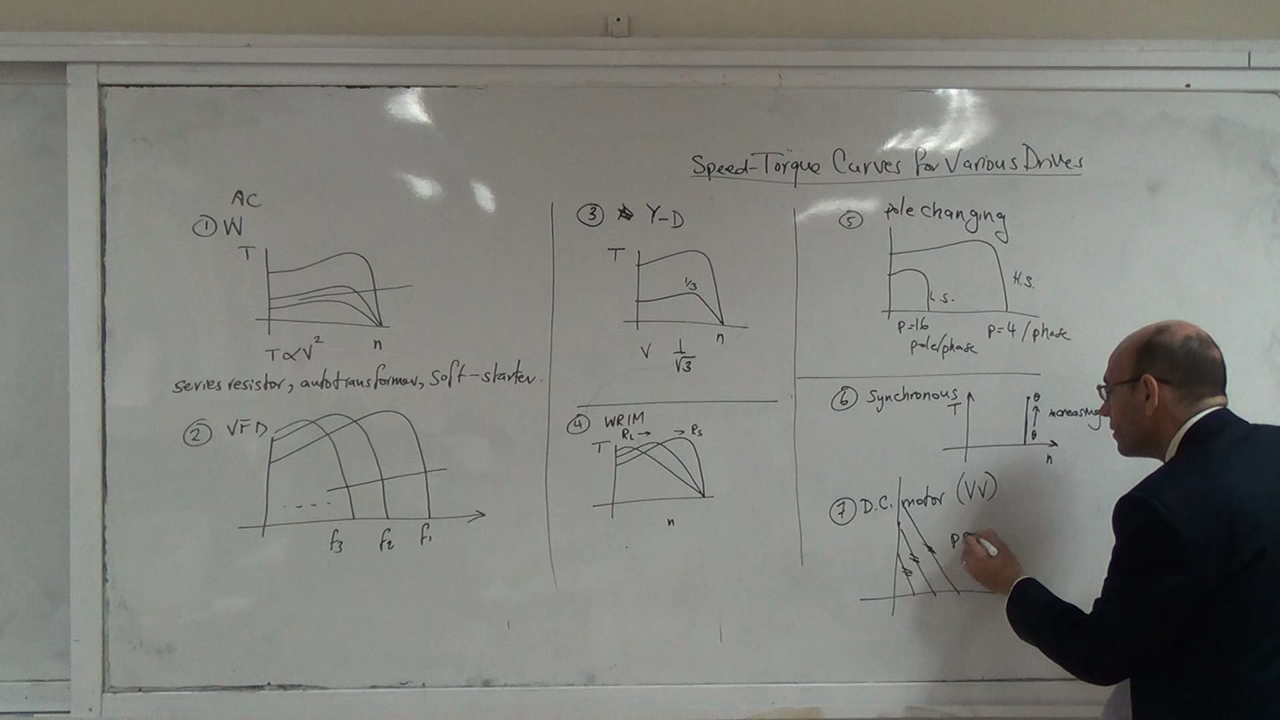 Speed-Torque Curves for Various Drives
AC
① VV
T
n
T∝V²
series resistor, autotransformer, soft-starter.
② VFD
f3 f2 f1
③ Y-D
T
1/3
n
V 1/√3
④ WRIM
T
n
⑤ pole changing
H.S.
L.S.
p=16
pole/phase
p=4/phase
⑥ Synchronous
T
θ
increasing
θ
n
⑦ D.C. motor (VV)